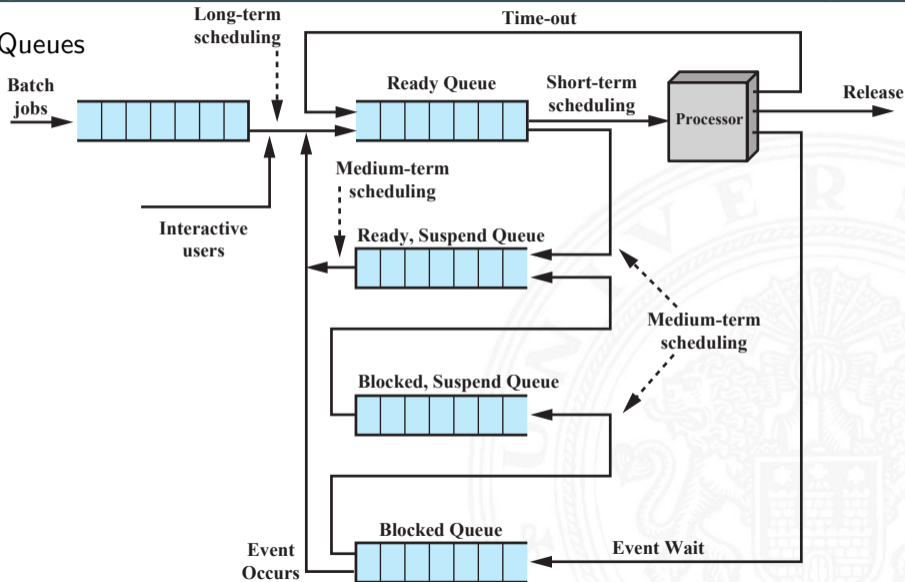 Queues
Long-term
scheduling
Time-out
Batch
jobs
Ready Queue
Short-term
scheduling
Processor
Release
Medium-term
scheduling
Interactive
users
Ready, Suspend Queue
Medium-term
scheduling
Blocked, Suspend Queue
Blocked Queue
Event Wait
Event
Occurs
U N I V E R S